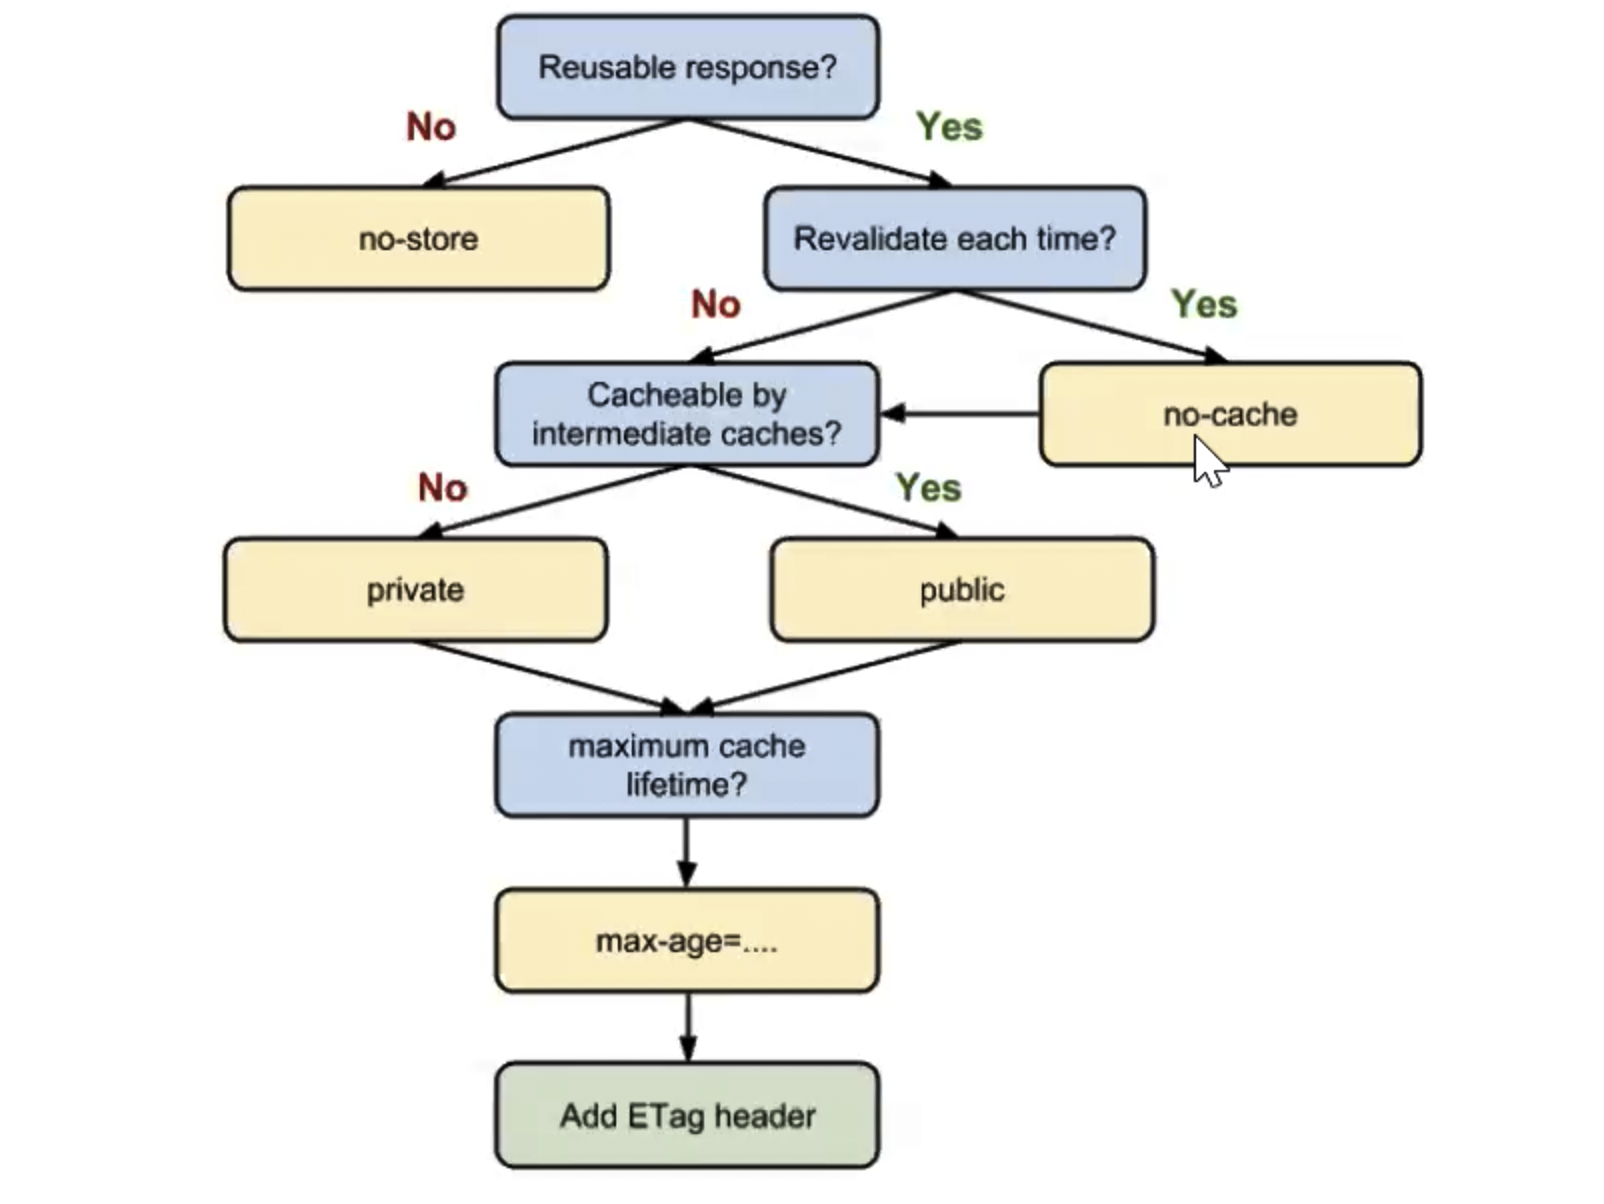 Reusable response?
No
Yes
no-store
Revalidate each time?
No
Yes
Cacheable by
intermediate caches?
no-cache
No
Yes
private
public
maximum cache
lifetime?
max-age=....
Add ETag header